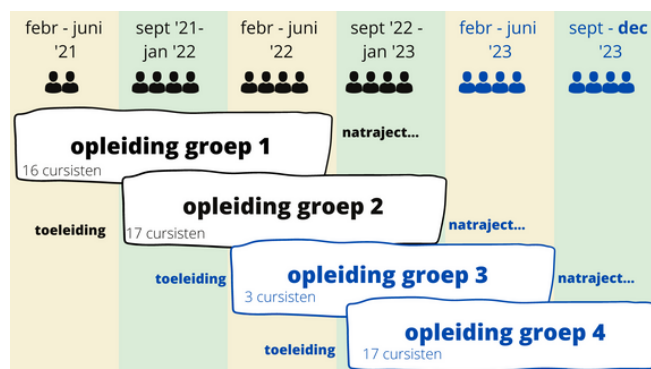 febr - juni
'21
sept '21-
jan '22
febr - juni
'22
sept '22 -
jan '23
febr - juni
'23
sept - dec
'23
opleiding groep 1
16 cursisten
natraject...
opleiding groep 2
17 cursisten
toeleiding
natraject...
opleiding groep 3
3 cursisten
toeleiding
natraject...
opleiding groep 4
17 cursisten
toeleiding